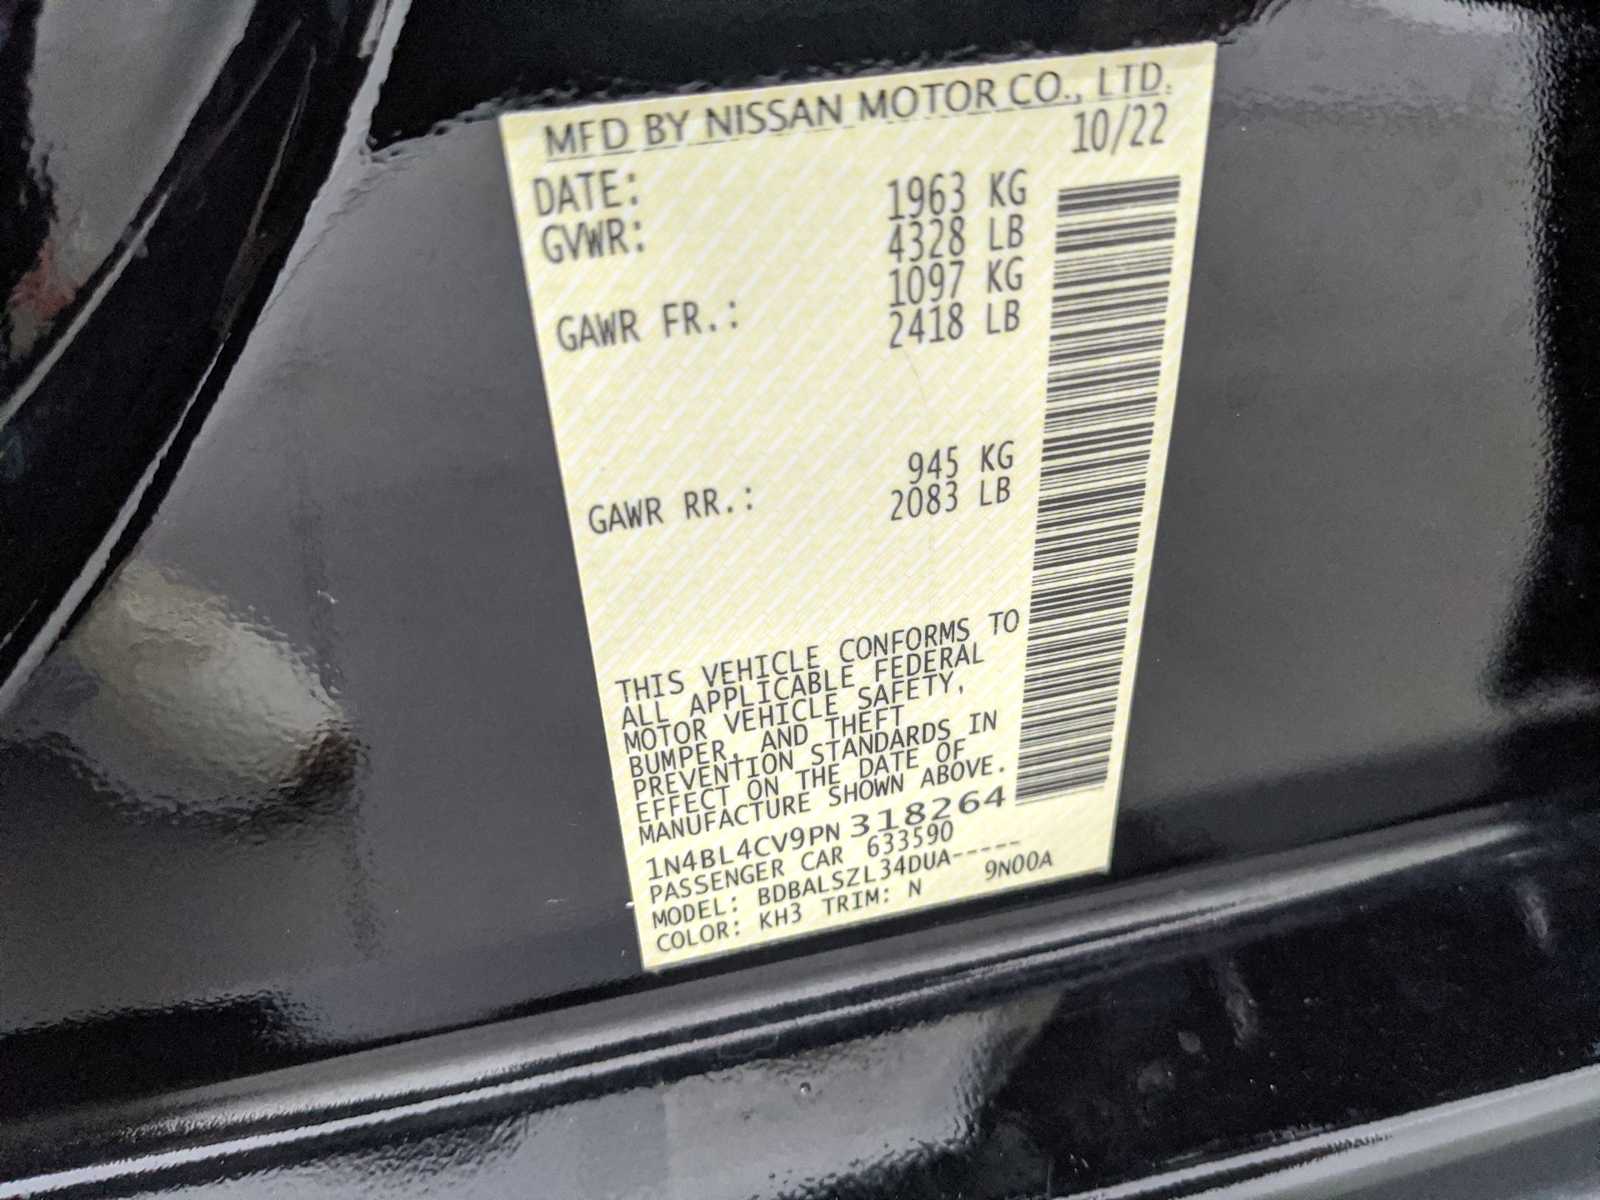 MFD BY NISSAN MOTOR CO., LTD.
10/22
DATE:
1963 KG
GVWR:
4328 LB
1097 KG
GAWR FR.:
2418 LB
945 KG
GAWR RR.:
2083 LB
THIS VEHICLE CONFORMS TO
ALL APPLICABLE FEDERAL
MOTOR VEHICLE SAFETY,
BUMPER, AND THEFT
PREVENTION STANDARDS IN
EFFECT ON THE DATE OF
MANUFACTURE SHOWN ABOVE.
1N4BL4CV9PN 318264
PASSENGER CAR 633590
MODEL: BDBALSZL34DUA-----
COLOR: KH3 TRIM: N 9N00A